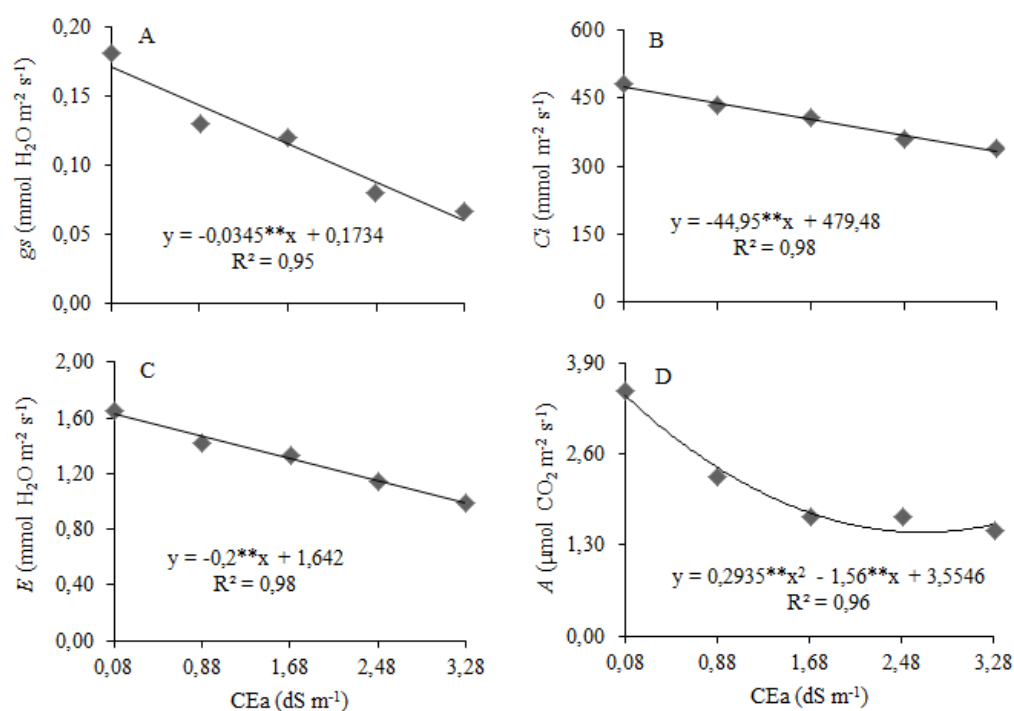 A
gs (mmol H₂O m⁻² s⁻¹)
0,20
0,15
0,10
0,05
0,00
y = -0,0345**x + 0,1734
R² = 0,95
B
Ci (mmol m⁻² s⁻¹)
600
450
300
150
0
y = -44,95**x + 479,48
R² = 0,98
C
E (mmol H₂O m⁻² s⁻¹)
2,00
1,60
1,20
0,80
0,40
0,00
y = -0,2**x + 1,642
R² = 0,98
0,08 0,88 1,68 2,48 3,28
CEa (dS m⁻¹)
D
A (µmol CO₂ m⁻² s⁻¹)
3,90
2,60
1,30
0,00
y = 0,2935**x² - 1,56**x + 3,5546
R² = 0,96
0,08 0,88 1,68 2,48 3,28
CEa (dS m⁻¹)